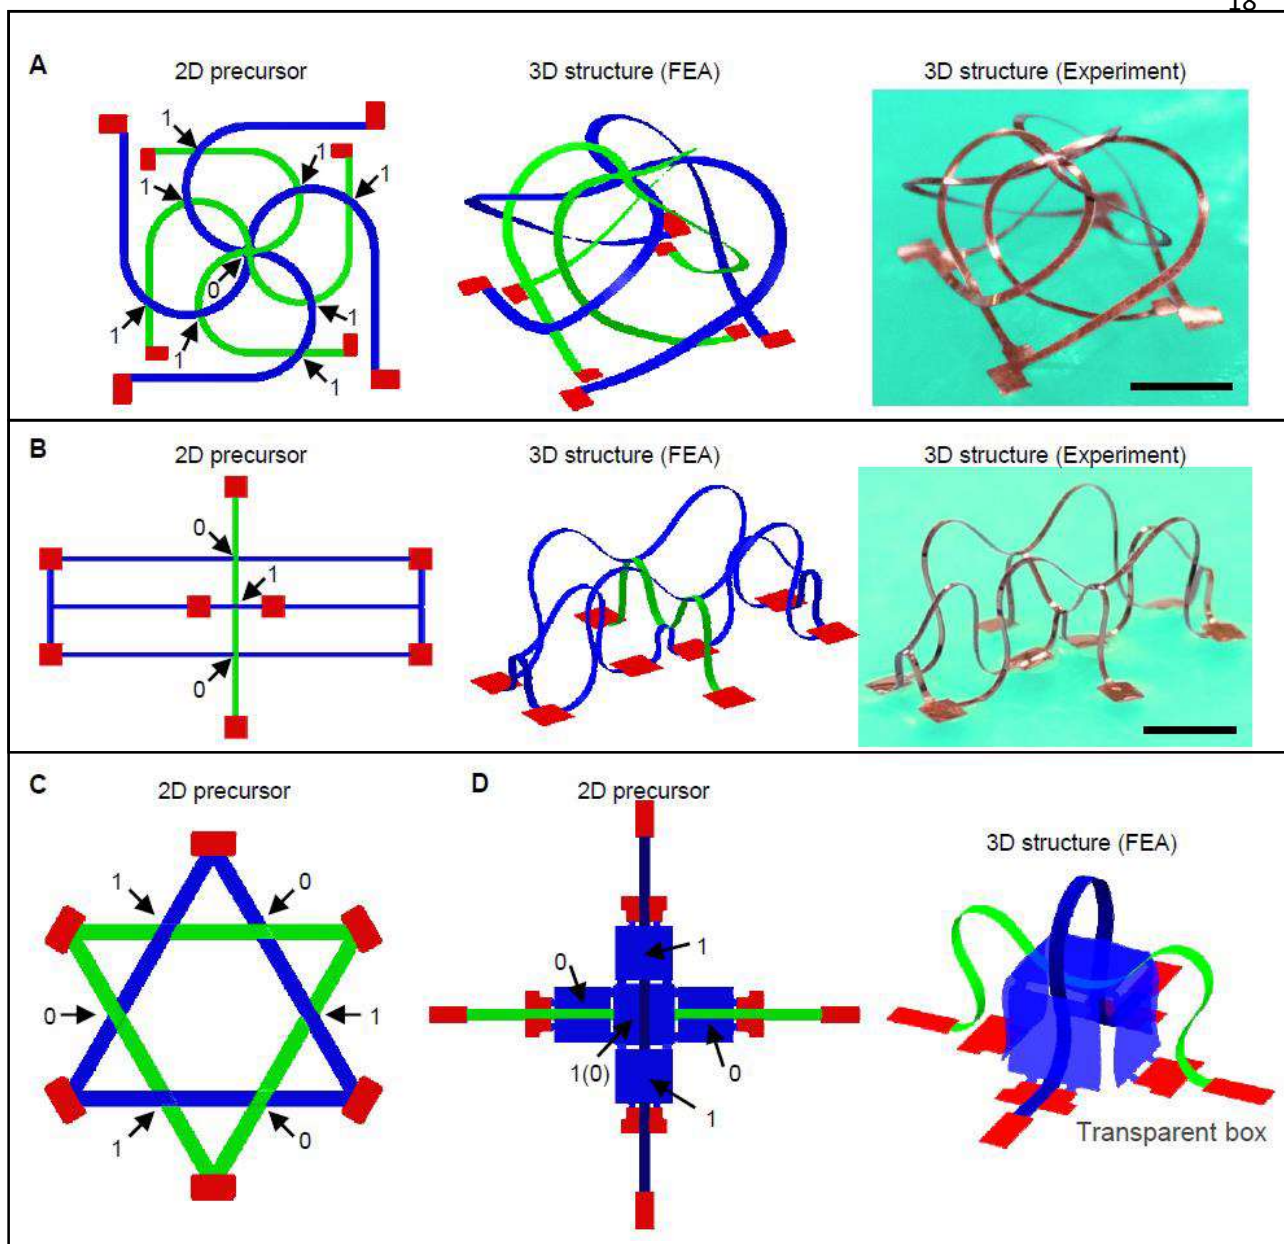 18
A
2D precursor
3D structure (FEA)
3D structure (Experiment)
1
1
1
1
0
1
1
1
1
B
2D precursor
3D structure (FEA)
3D structure (Experiment)
0
1
0
C
2D precursor
1
0
0
1
1
0
D
2D precursor
3D structure (FEA)
1
0
1(0)
0
1
Transparent box